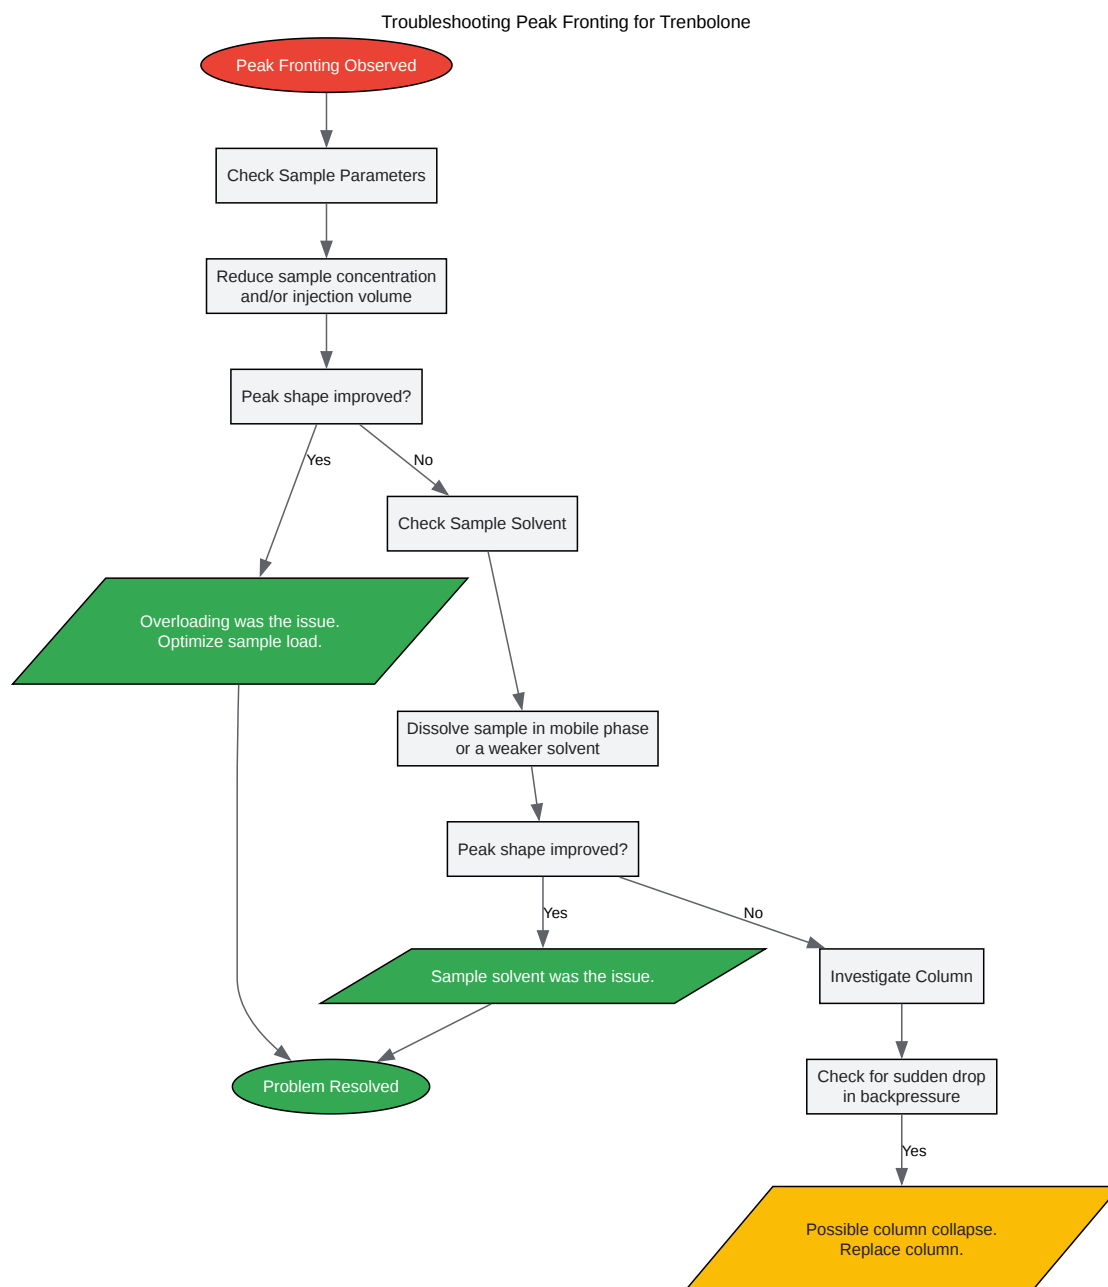 Troubleshooting Peak Fronting for Trenbolone
Peak Fronting Observed
Check Sample Parameters
Reduce sample concentration
and/or injection volume
Peak shape improved?
Yes
No
Check Sample Solvent
Overloading was the issue.
Optimize sample load.
Dissolve sample in mobile phase
or a weaker solvent
Peak shape improved?
Yes
No
Sample solvent was the issue.
Investigate Column
Problem Resolved
Check for sudden drop
in backpressure
Yes
Possible column collapse.
Replace column.